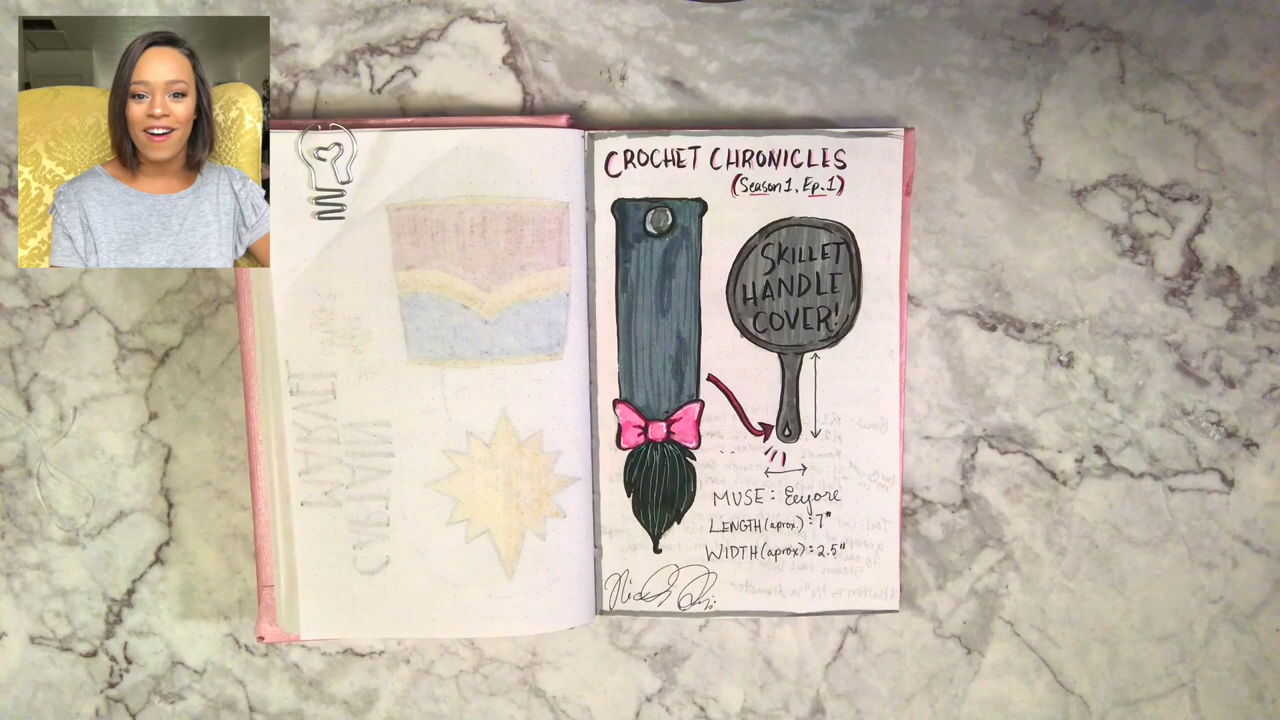 CROCHET CHRONICLES
(Season 1, Ep. 1)
SKILLET
HANDLE
COVER!
MUSE: Eeyore
LENGTH (aprox.): 7"
WIDTH (aprox): 2.5"